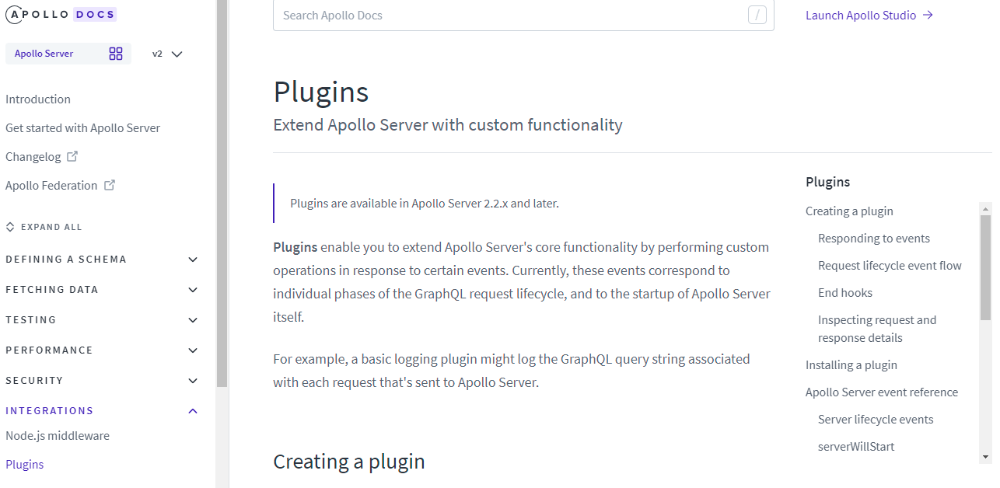 APOLLO DOCS
Search Apollo Docs
/
Launch Apollo Studio →
Apollo Server
v2
Introduction
Get started with Apollo Server
Changelog
Apollo Federation
EXPAND ALL
DEFINING A SCHEMA
FETCHING DATA
TESTING
PERFORMANCE
SECURITY
INTEGRATIONS
Node.js middleware
Plugins
Plugins
Extend Apollo Server with custom functionality
Plugins are available in Apollo Server 2.2.x and later.
Plugins enable you to extend Apollo Server's core functionality by performing custom
operations in response to certain events. Currently, these events correspond to
individual phases of the GraphQL request lifecycle, and to the startup of Apollo Server
itself.
For example, a basic logging plugin might log the GraphQL query string associated
with each request that's sent to Apollo Server.
Creating a plugin
Plugins
Creating a plugin
Responding to events
Request lifecycle event flow
End hooks
Inspecting request and
response details
Installing a plugin
Apollo Server event reference
Server lifecycle events
serverWillStart